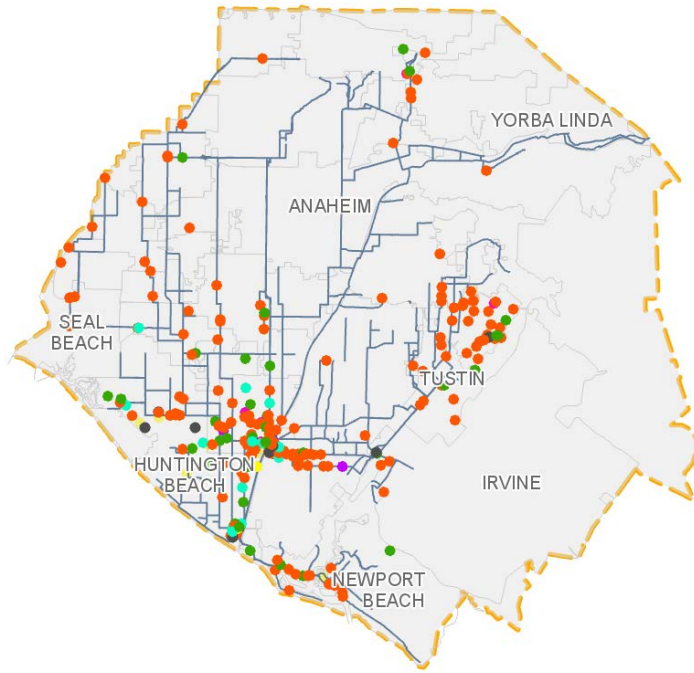 YORBA LINDA
ANAHEIM
SEAL
BEACH
TUSTIN
HUNTINGTON
BEACH
IRVINE
NEWPORT
BEACH